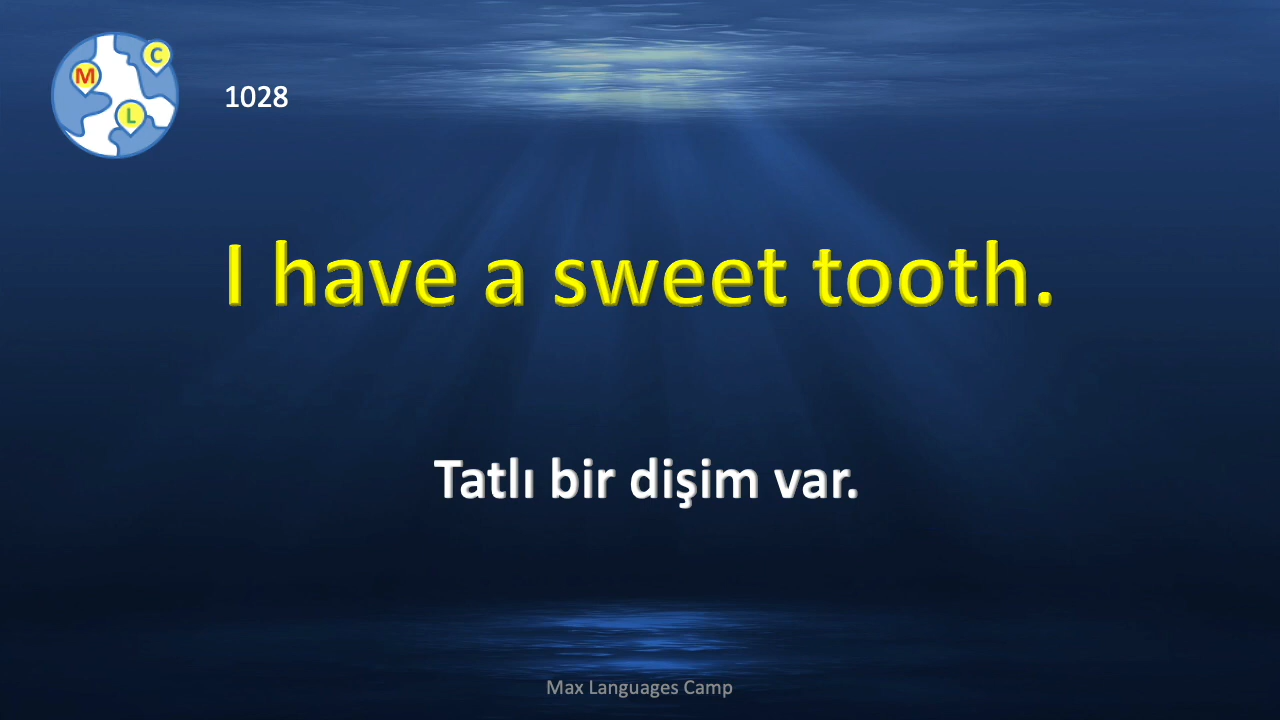 C
M
L
1028
I have a sweet tooth.
Tatlı bir dişim var.
Max Languages Camp